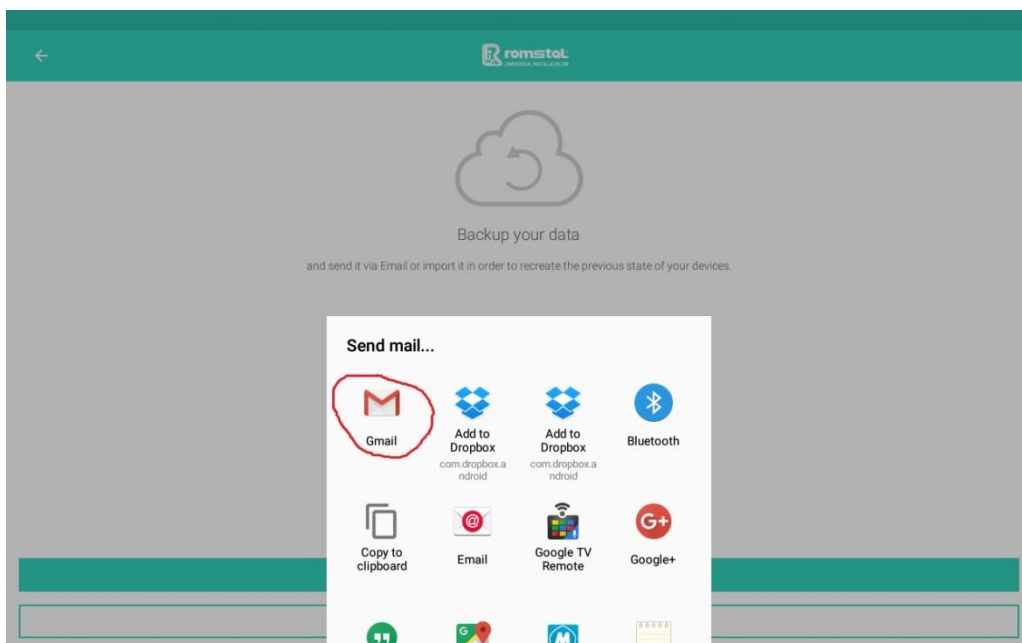 romstal
UNIVERSUL INSTALAȚIILOR
Backup your data
and send it via Email or import it in order to recreate the previous state of your devices.
Send mail...
Gmail
Add to
Dropbox
com.dropbox.a
ndroid
Add to
Dropbox
com.dropbox.a
ndroid
Bluetooth
Copy to
clipboard
Email
Google TV
Remote
Google+